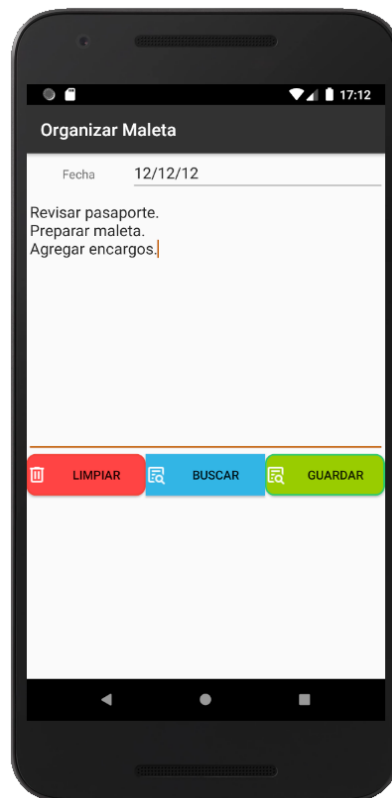 17:12
Organizar Maleta
Fecha 12/12/12
Revisar pasaporte.
Preparar maleta.
Agregar encargos.
LIMPIAR BUSCAR GUARDAR